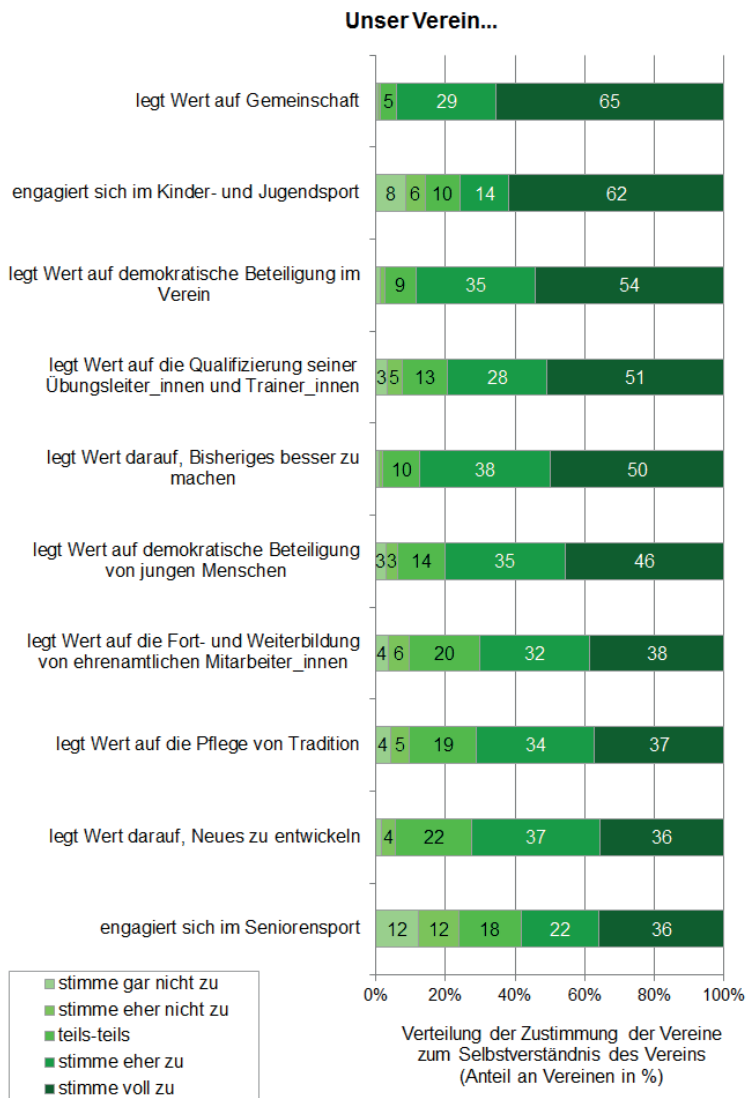 Unser Verein...
legt Wert auf Gemeinschaft
5 29 65
engagiert sich im Kinder- und Jugendsport
8 6 10 14 62
legt Wert auf demokratische Beteiligung im
Verein
9 35 54
legt Wert auf die Qualifizierung seiner
Übungsleiter_innen und Trainer_innen
3 5 13 28 51
legt Wert darauf, Bisheriges besser zu
machen
10 38 50
legt Wert auf demokratische Beteiligung
von jungen Menschen
3 3 14 35 46
legt Wert auf die Fort- und Weiterbildung
von ehrenamtlichen Mitarbeiter_innen
4 6 20 32 38
legt Wert auf die Pflege von Tradition
4 5 19 34 37
legt Wert darauf, Neues zu entwickeln
4 22 37 36
engagiert sich im Seniorensport
12 12 18 22 36
0% 20% 40% 60% 80% 100%
stimme gar nicht zu
stimme eher nicht zu
teils-teils
stimme eher zu
stimme voll zu
Verteilung der Zustimmung der Vereine
zum Selbstverständnis des Vereins
(Anteil an Vereinen in %)